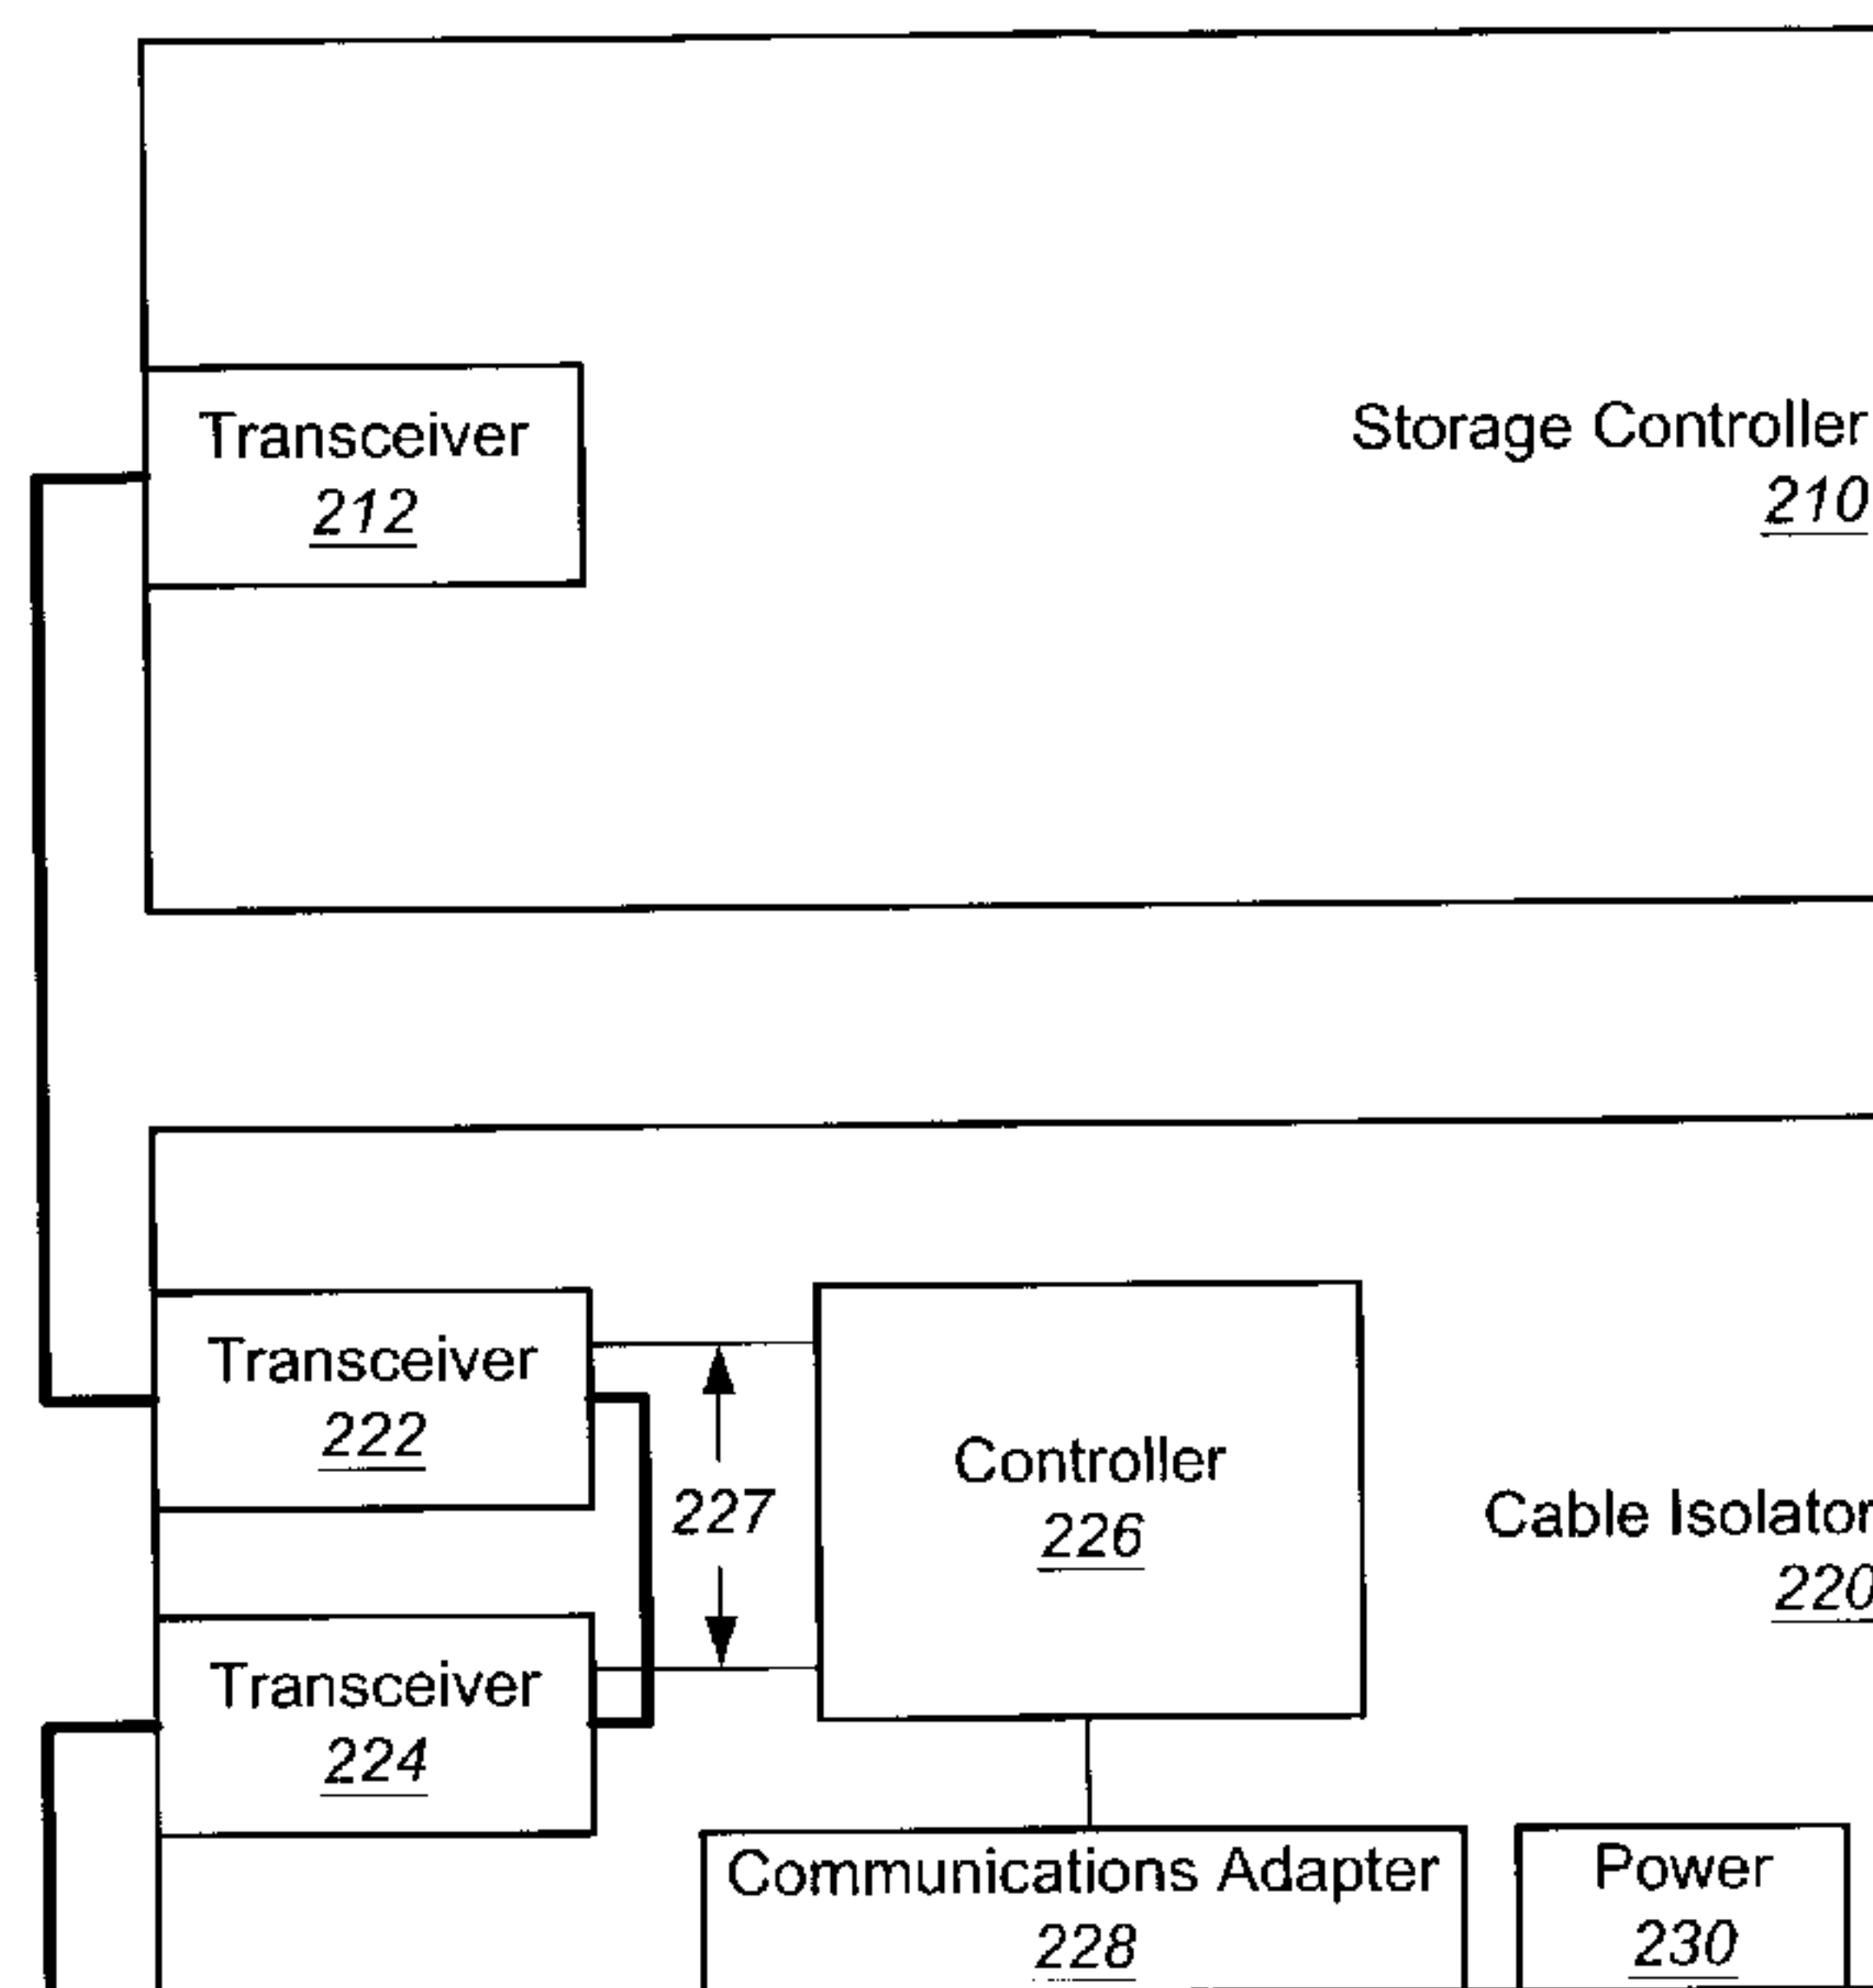 Transceiver
212
Storage Controller
210
Transceiver
222
227
Controller
226
Cable Isolator
220
Transceiver
224
Communications Adapter
228
Power
230